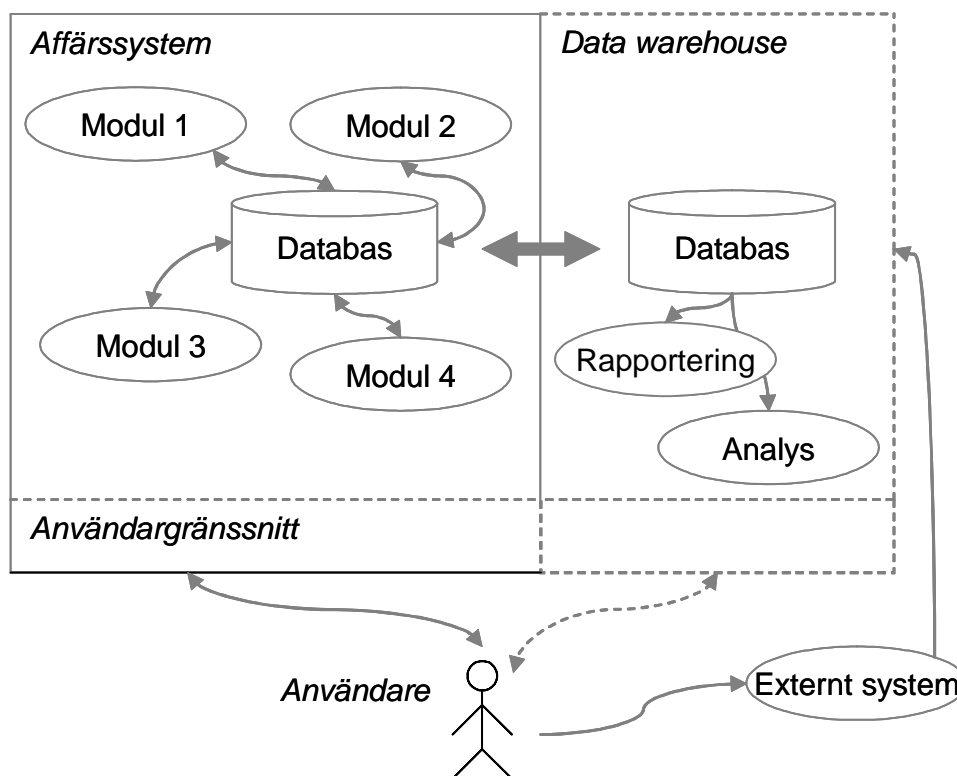 Affärssystem
Data warehouse
Modul 1
Modul 2
Databas
Databas
Modul 3
Modul 4
Rapportering
Analys
Användargränssnitt
Användare
Externt system